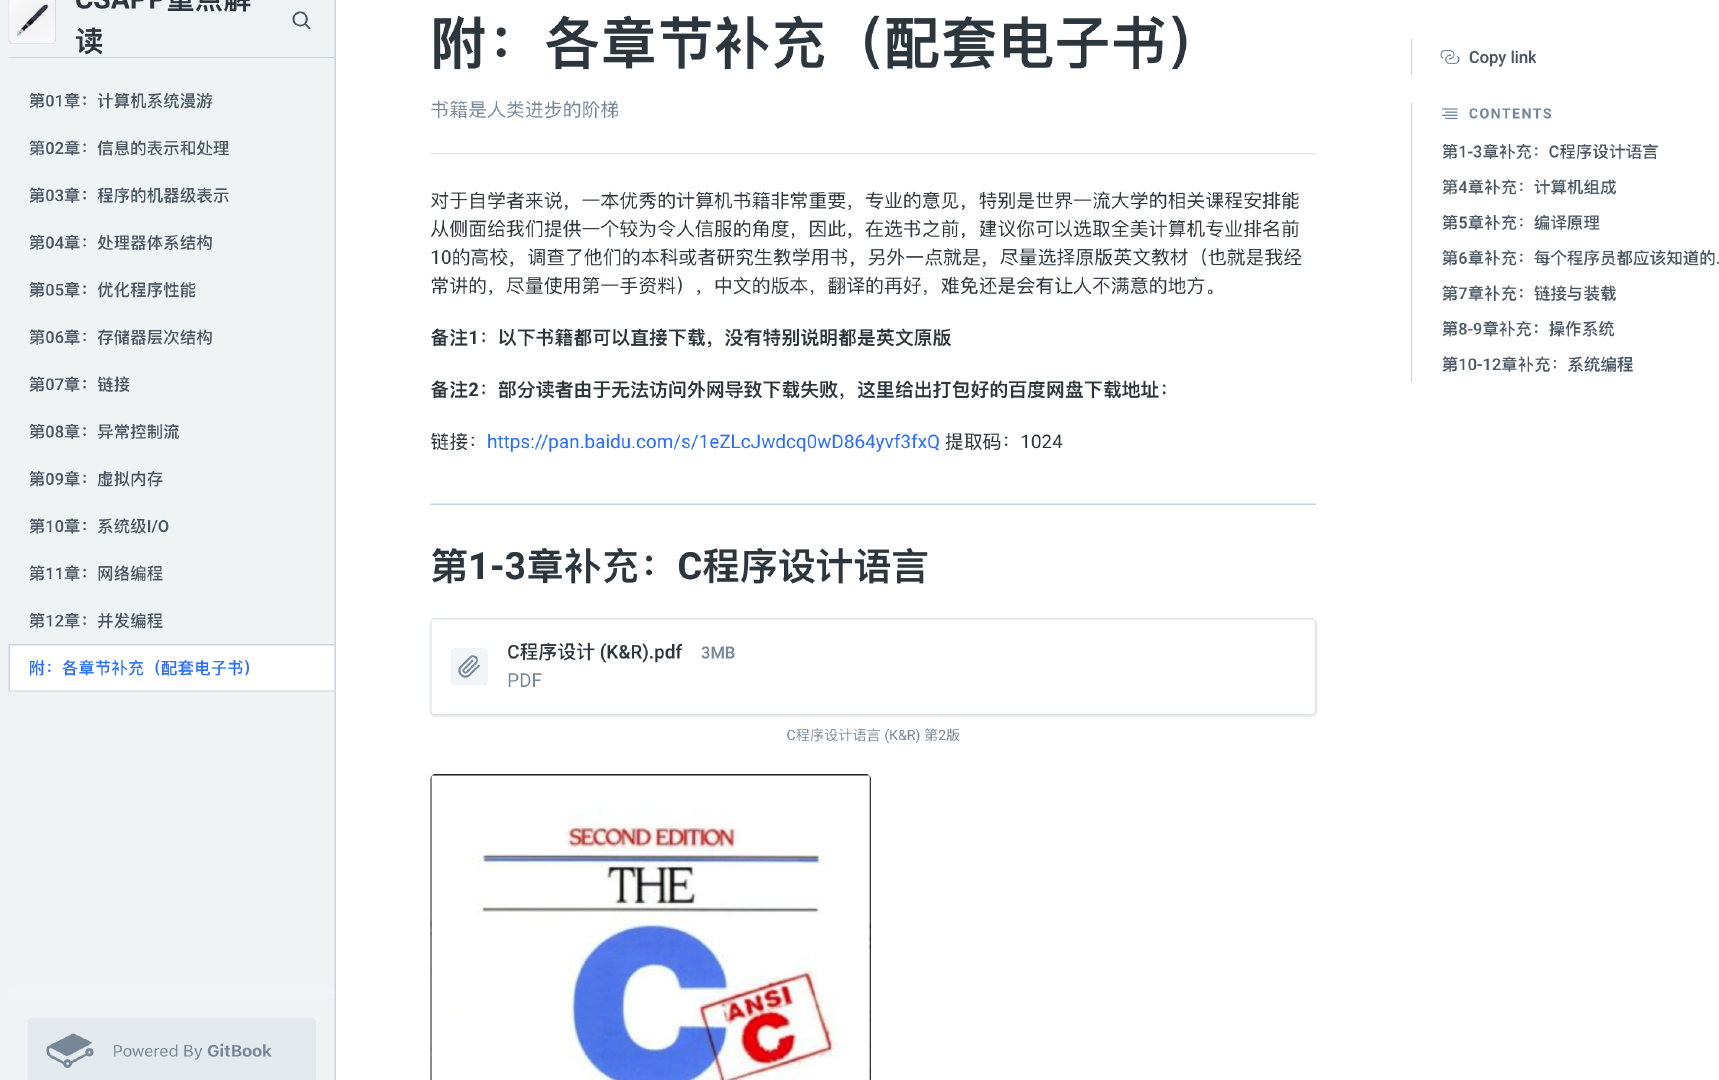 CSAPP重点解
读
第01章：计算机系统漫游
第02章：信息的表示和处理
第03章：程序的机器级表示
第04章：处理器体系结构
第05章：优化程序性能
第06章：存储器层次结构
第07章：链接
第08章：异常控制流
第09章：虚拟内存
第10章：系统级I/O
第11章：网络编程
第12章：并发编程
附：各章节补充（配套电子书）
Powered By GitBook
附：各章节补充（配套电子书）
书籍是人类进步的阶梯
对于自学者来说，一本优秀的计算机书籍非常重要，专业的意见，特别是世界一流大学的相关课程安排能
从侧面给我们提供一个较为令人信服的角度，因此，在选书之前，建议你可以选取全美计算机专业排名前
10的高校，调查了他们的本科或者研究生教学用书，另外一点就是，尽量选择原版英文教材（也就是我经
常讲的，尽量使用第一手资料），中文的版本，翻译的再好，难免还是会有让人不满意的地方。
备注1：以下书籍都可以直接下载，没有特别说明都是英文原版
备注2：部分读者由于无法访问外网导致下载失败，这里给出打包好的百度网盘下载地址：
链接：https://pan.baidu.com/s/1eZLcJwdcq0wD864yvf3fxQ 提取码：1024
第1-3章补充：C程序设计语言
C程序设计 (K&R).pdf 3MB
PDF
C程序设计语言 (K&R) 第2版
SECOND EDITION
THE
C
ANSI
C
Copy link
CONTENTS
第1-3章补充：C程序设计语言
第4章补充：计算机组成
第5章补充：编译原理
第6章补充：每个程序员都应该知道的.
第7章补充：链接与装载
第8-9章补充：操作系统
第10-12章补充：系统编程